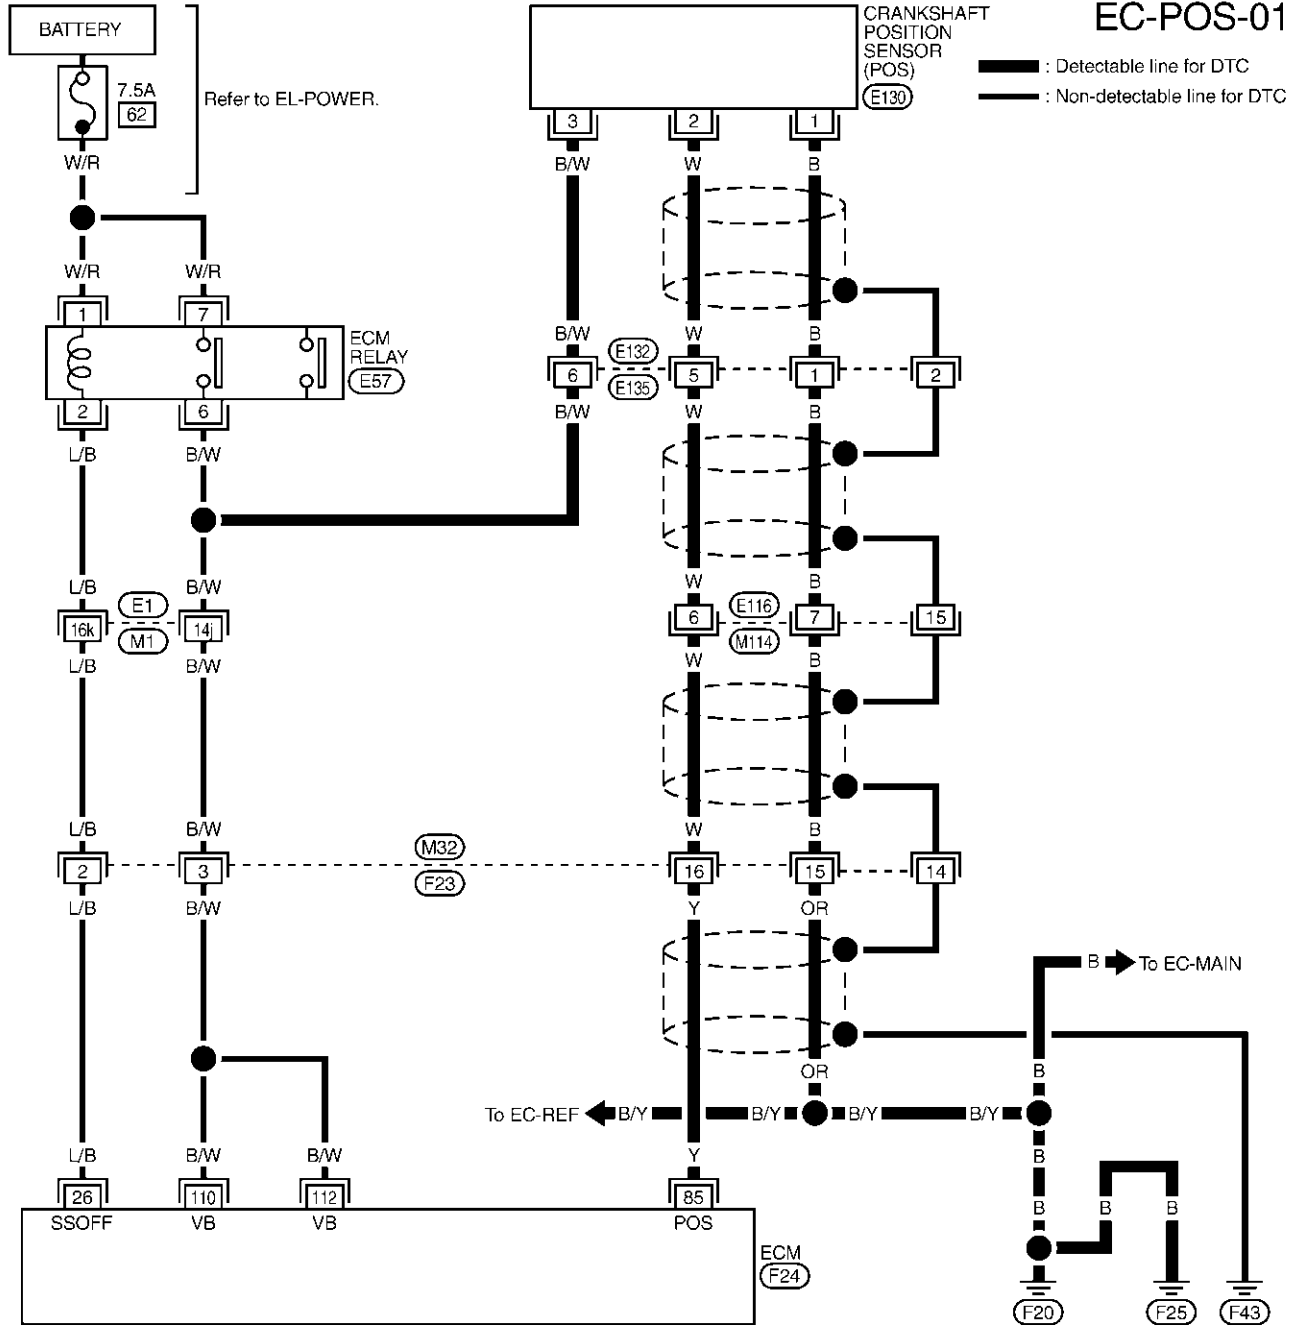 EC-POS-01
BATTERY
7.5A
62
Refer to EL-POWER.
CRANKSHAFT
POSITION
SENSOR
(POS)
E130
: Detectable line for DTC
: Non-detectable line for DTC
3 2 1
W/R B/W W B
W/R W/R
1 7
ECM
RELAY
E57
B/W W B
E132
6 5 1 2
E135
2 6
B/W W B
L/B B/W
L/B B/W W B
E1 E116
16k 14j 6 7 15
M1 M114
L/B B/W W B
L/B B/W W B
M32
2 3 16 15 14
F23
L/B B/W Y OR
B To EC-MAIN
OR B
To EC-REF B/Y B/Y B/Y B/Y
L/B B/W B/W Y B
26 110 112 85
B B B
SSOFF VB VB POS
ECM
F24
F20 F25 F43